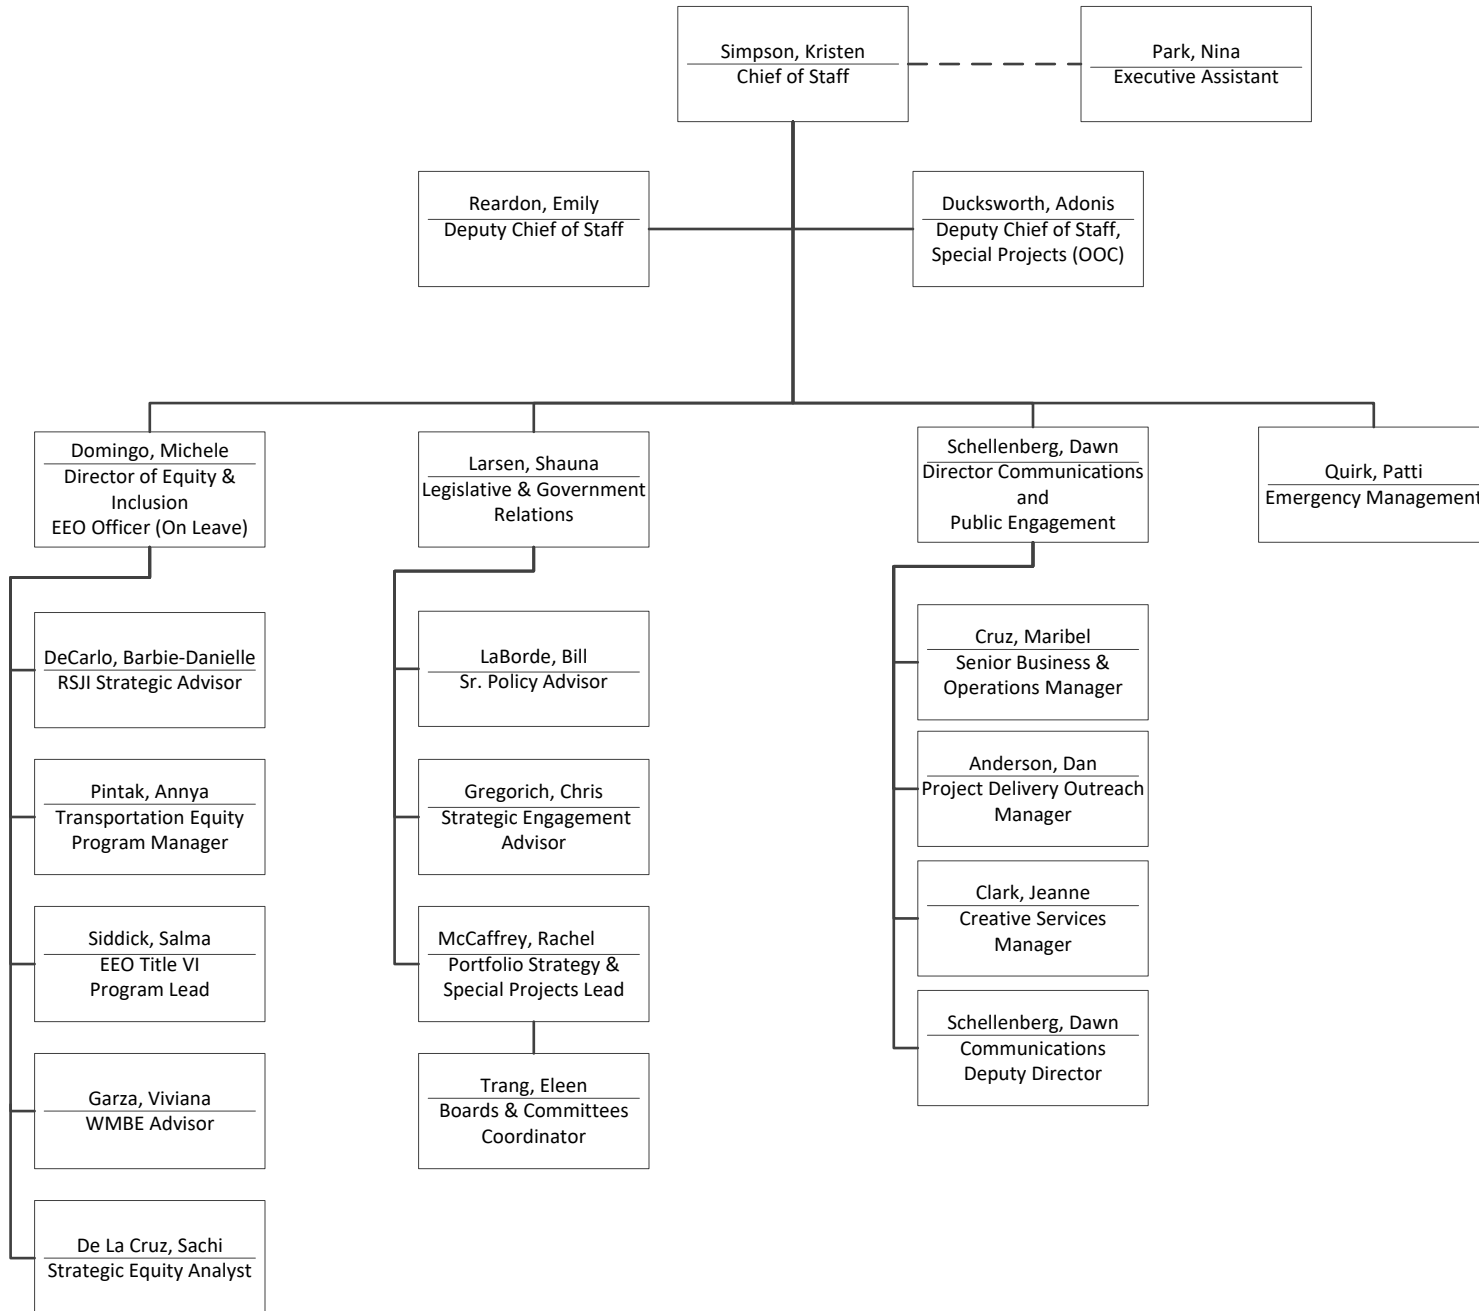 Simpson, Kristen
Chief of Staff
Park, Nina
Executive Assistant
Reardon, Emily
Deputy Chief of Staff
Ducksworth, Adonis
Deputy Chief of Staff,
Special Projects (OOC)
Domingo, Michele
Director of Equity &
Inclusion
EEO Officer (On Leave)
Larsen, Shauna
Legislative & Government
Relations
Schellenberg, Dawn
Director Communications
and
Public Engagement
Quirk, Patti
Emergency Management
DeCarlo, Barbie-Danielle
RSJI Strategic Advisor
Pintak, Annya
Transportation Equity
Program Manager
Siddick, Salma
EEO Title VI
Program Lead
Garza, Viviana
WMBE Advisor
De La Cruz, Sachi
Strategic Equity Analyst
LaBorde, Bill
Sr. Policy Advisor
Gregorich, Chris
Strategic Engagement
Advisor
McCaffrey, Rachel
Portfolio Strategy &
Special Projects Lead
Trang, Eleen
Boards & Committees
Coordinator
Cruz, Maribel
Senior Business &
Operations Manager
Anderson, Dan
Project Delivery Outreach
Manager
Clark, Jeanne
Creative Services
Manager
Schellenberg, Dawn
Communications
Deputy Director